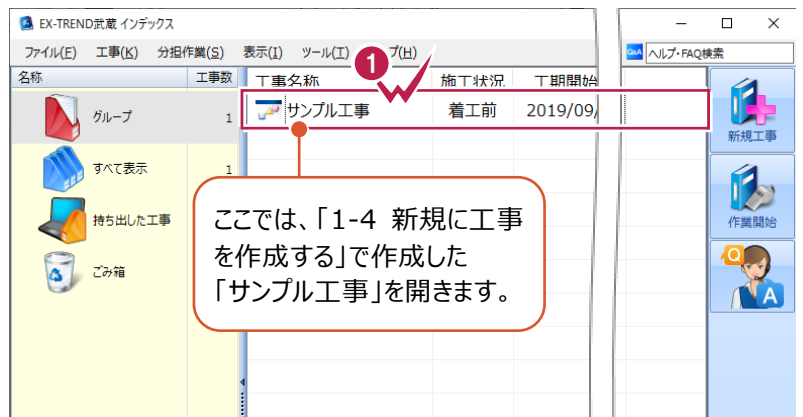 EX-TREND武蔵 インデックス
ファイル(F) 工事(K) 分担作業(S) 表示(I) ツール(T) プ(H)
Q&A ヘルプ・FAQ検索
名称 工事数 工事名称 施工状況 工期開始
1
グループ 1 サンプル工事 着工前 2019/09/
新規工事
すべて表示 1
持ち出した工事
ごみ箱
ここでは、「1-4 新規に工事
を作成する」で作成した
「サンプル工事」を開きます。
作業開始
Q
A